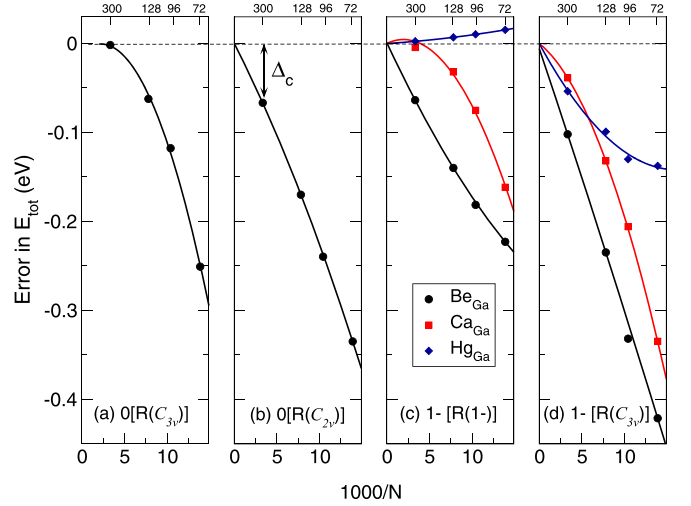 300 128 96 72 300 128 96 72 300 128 96 72 300 128 96 72
0
-0.1
-0.2
-0.3
-0.4
Error in E_tot (eV)
Δ_c
Be_Ga
Ca_Ga
Hg_Ga
(a) 0[R(C_3v)] (b) 0[R(C_2v)] (c) 1- [R(1-)] (d) 1- [R(C_3v)]
0 5 10 0 5 10 0 5 10 0 5 10
1000/N